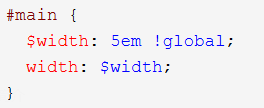 #main {
  $width: 5em !global;
  width: $width;
}